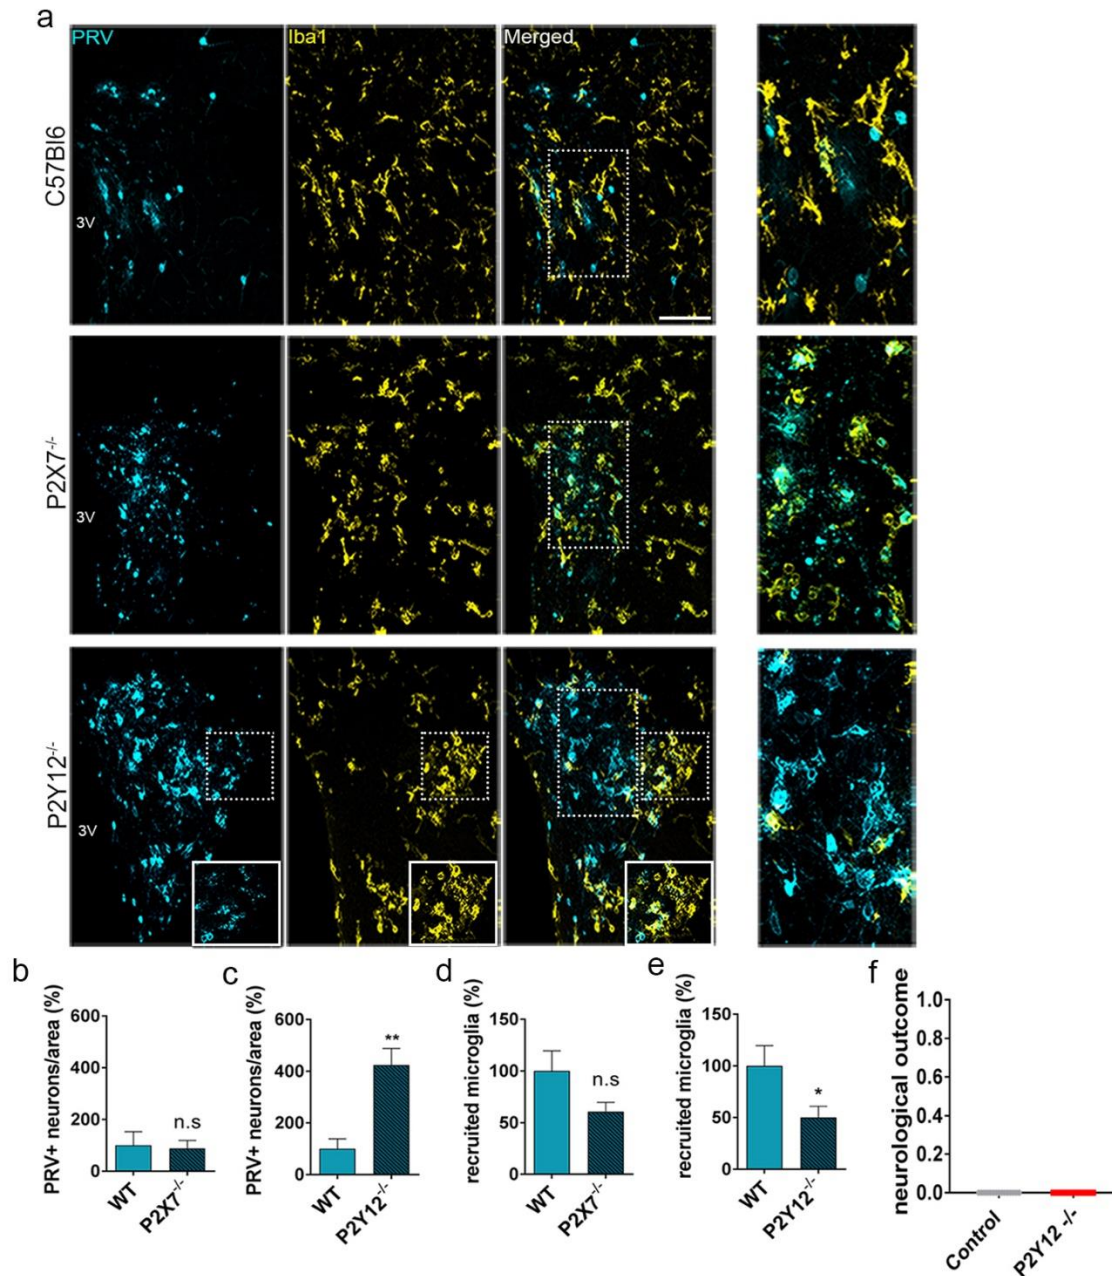 a
PRV Iba1 Merged
C57Bl6
3V
P2X7-/-
3V
P2Y12-/-
3V
b
PRV+ neurons/area (%)
600
400
200
0
n.s
WT
P2X7-/-
c
PRV+ neurons/area (%)
600
400
200
0
**
WT
P2Y12-/-
d
recruited microglia (%)
150
100
50
0
n.s
WT
P2X7-/-
e
recruited microglia (%)
150
100
50
0
*
WT
P2Y12-/-
f
neurological outcome
1.0
0.8
0.6
0.4
0.2
0.0
Control
P2Y12 -/-